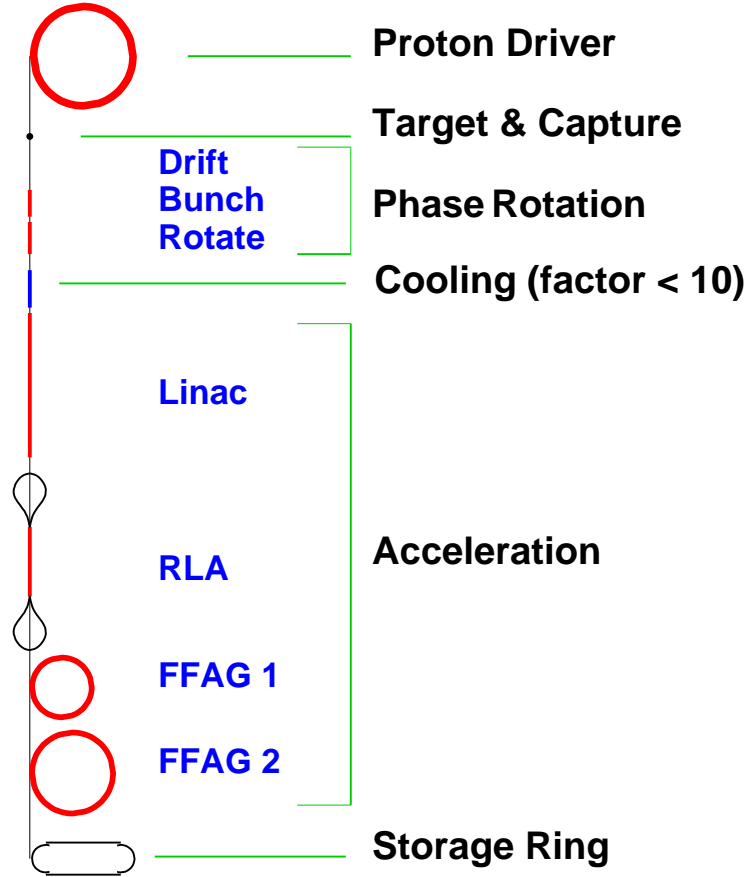 Proton Driver
Target & Capture
Drift
Bunch
Rotate
Phase Rotation
Cooling (factor < 10)
Linac
RLA
Acceleration
FFAG 1
FFAG 2
Storage Ring